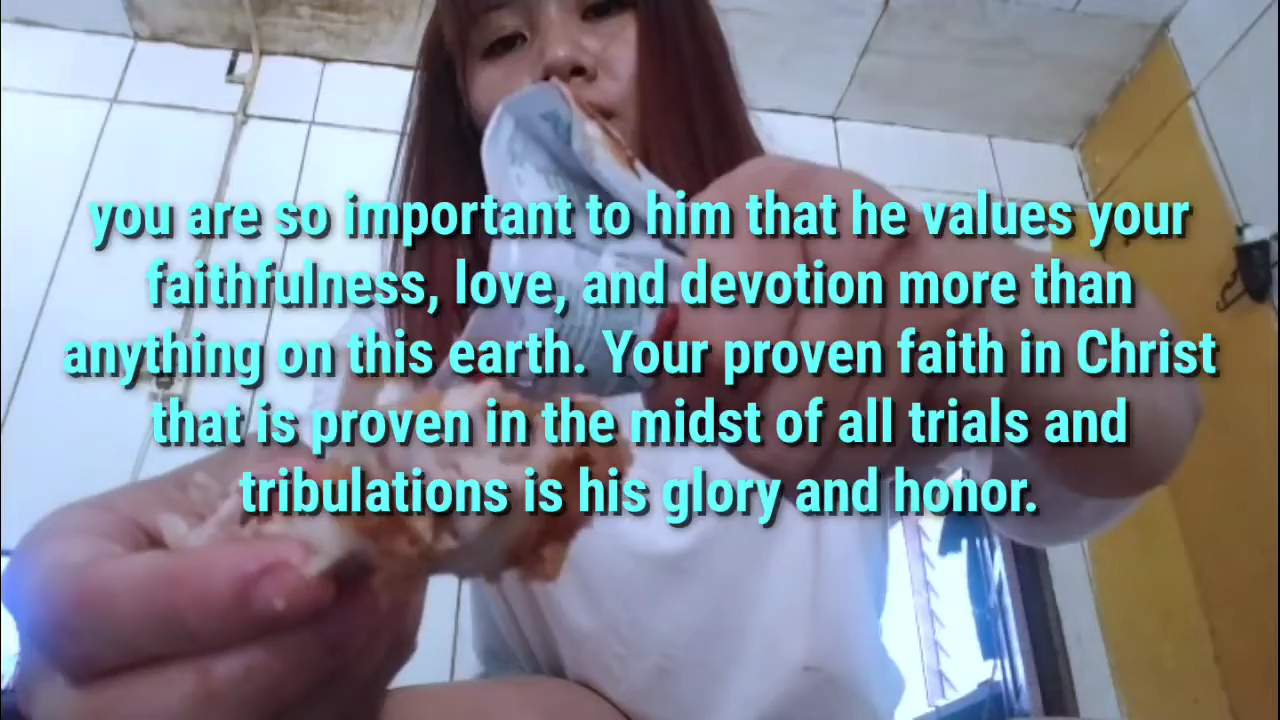 you are so important to him that he values your
faithfulness, love, and devotion more than
anything on this earth. Your proven faith in Christ
that is proven in the midst of all trials and
tribulations is his glory and honor.